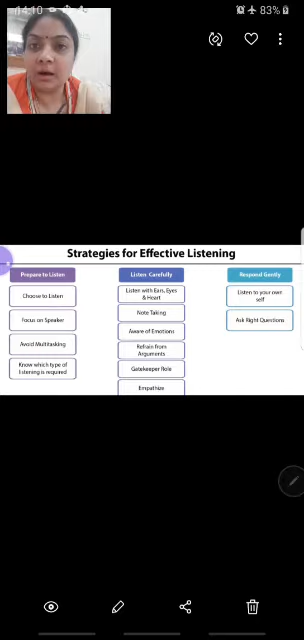 14:10
83%
Strategies for Effective Listening
Prepare to Listen
Choose to Listen
Focus on Speaker
Avoid Multitasking
Know which type of
listening is required
Listen Carefully
Listen with Ears, Eyes
& Heart
Note Taking
Aware of Emotions
Refrain from
Arguments
Gatekeeper Role
Empathize
Respond Gently
Listen to your own
self
Ask Right Questions